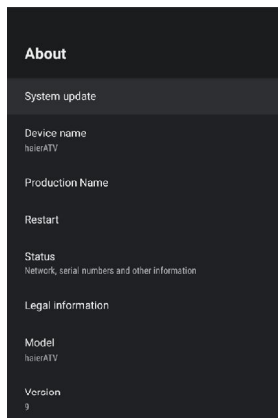 About
System update
Device name
haierATV
Production Name
Restart
Status
Network, serial numbers and other information
Legal information
Model
haierATV
Version
9